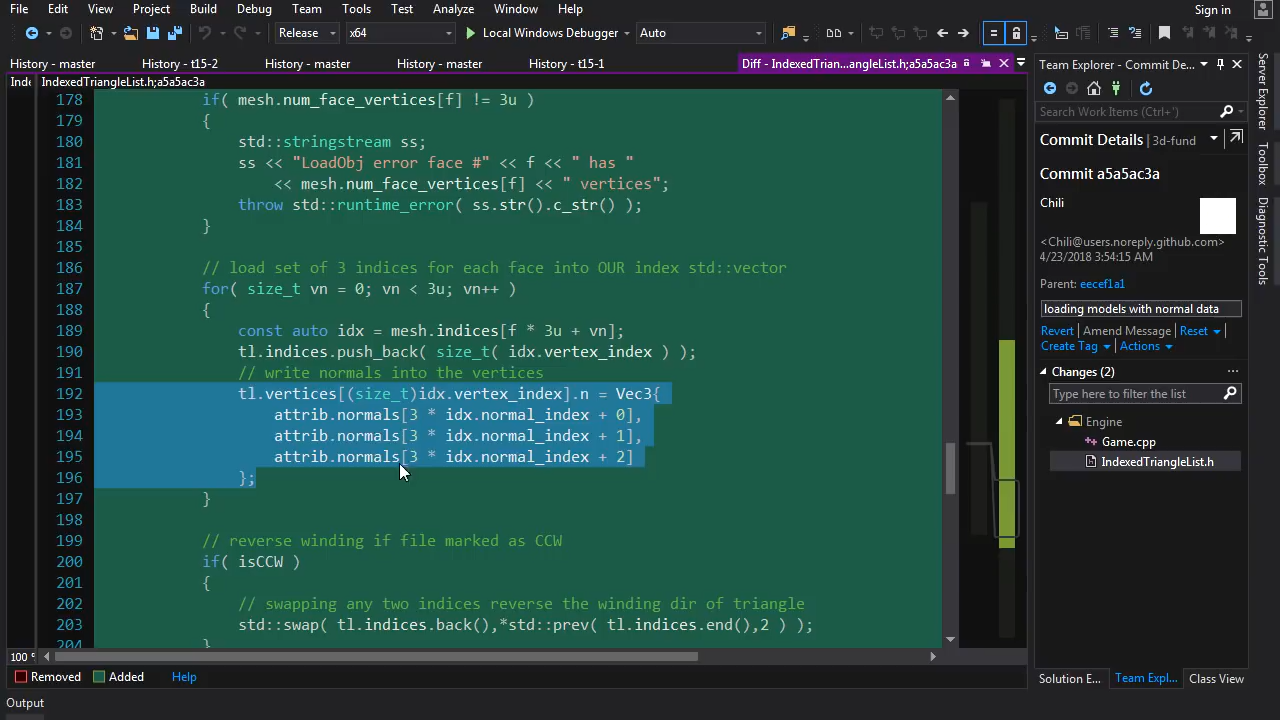 File Edit View Project Build Debug Team Tools Test Analyze Window Help Sign in
Release x64 Local Windows Debugger Auto
History - master History - t15-2 History - master History - master History - t15-1 Diff - IndexedTrian...angleList.h;a5a5ac3a
Inde IndexedTriangleList.h;a5a5ac3a
178 if( mesh.num_face_vertices[f] != 3u )
179 {
180 std::stringstream ss;
181 ss << "LoadObj error face #" << f << " has "
182 << mesh.num_face_vertices[f] << " vertices";
183 throw std::runtime_error( ss.str().c_str() );
184 }
185
186 // load set of 3 indices for each face into OUR index std::vector
187 for( size_t vn = 0; vn < 3u; vn++ )
188 {
189 const auto idx = mesh.indices[f * 3u + vn];
190 tl.indices.push_back( size_t( idx.vertex_index ) );
191 // write normals into the vertices
192 tl.vertices[(size_t)idx.vertex_index].n = Vec3{
193 attrib.normals[3 * idx.normal_index + 0],
194 attrib.normals[3 * idx.normal_index + 1],
195 attrib.normals[3 * idx.normal_index + 2]
196 };
197 }
198
199 // reverse winding if file marked as CCW
200 if( isCCW )
201 {
202 // swapping any two indices reverse the winding dir of triangle
203 std::swap( tl.indices.back(),*std::prev( tl.indices.end(),2 ) );
204 }
100 %
Removed Added Help
Output
Team Explorer - Commit De...
Search Work Items (Ctrl+')
Commit Details 3d-fund
Commit a5a5ac3a
Chili
<Chili@users.noreply.github.com>
4/23/2018 3:54:15 AM
Parent: eecef1a1
loading models with normal data
Revert Amend Message Reset
Create Tag Actions
Changes (2)
Type here to filter the list
Engine
Game.cpp
IndexedTriangleList.h
Solution E... Team Expl... Class View
Server Explorer
Toolbox
Diagnostic Tools